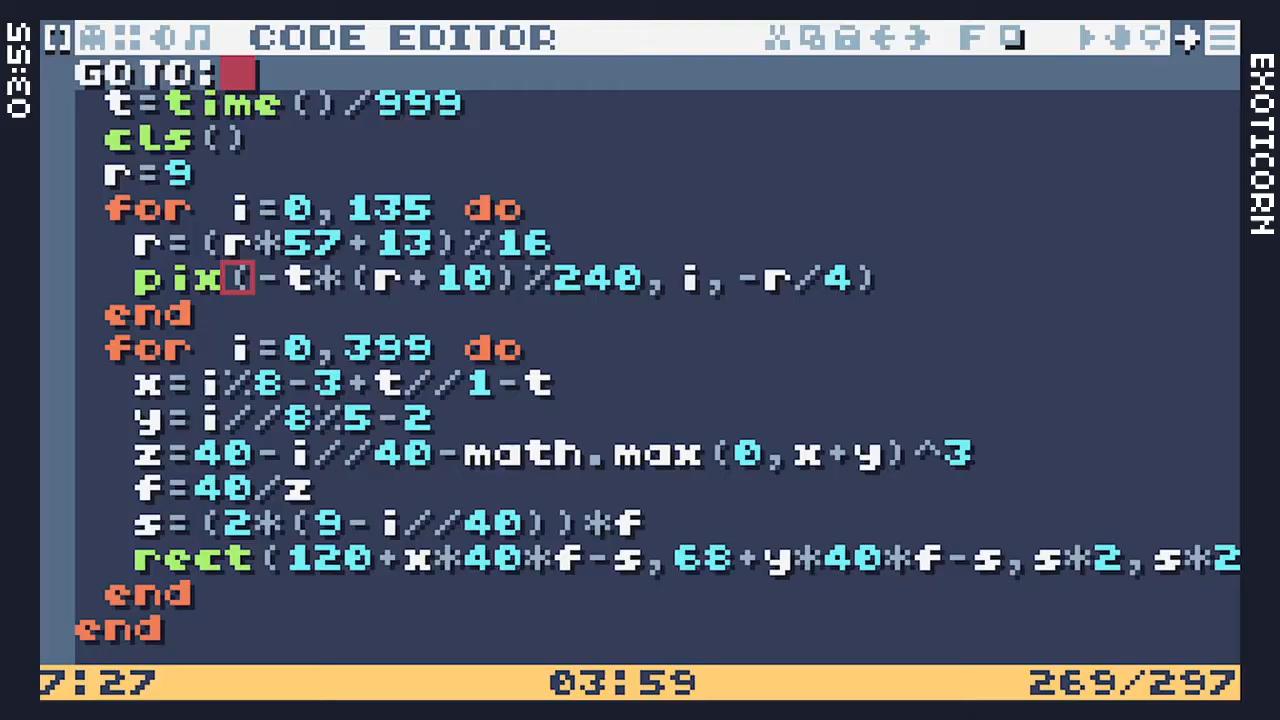 03:55
CODE EDITOR
F
GOTO:
t=time()/999
cls()
r=9
for i=0,135 do
r=(r*57+13)%16
pix(-t*(r+10)%240,i,-r/4)
end
for i=0,399 do
x=i%8-3+t//1-t
y=i//8%5-2
z=40-i//40-math.max(0,x+y)^3
f=40/z
s=(2*(9-i//40))*f
rect(120+x*40*f-s,68+y*40*f-s,s*2,s*2
end
end
7:27
03:59
269/297
EXOTICORN